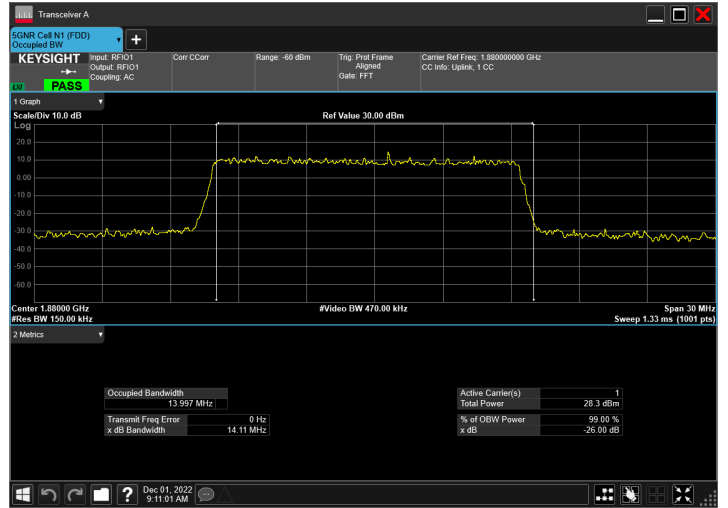 Transceiver A
5GNR Cell N1 (FDD)
Occupied BW
KEYSIGHT
LXI
PASS
Input: RFIO1
Output: RFIO1
Coupling: AC
Corr CCorr
Range: -60 dBm
Trig: Prot Frame
Aligned
Gate: FFT
Carrier Ref Freq: 1.880000000 GHz
CC Info: Uplink, 1 CC
1 Graph
Scale/Div 10.0 dB
Ref Value 30.00 dBm
Log
20.0
10.0
0.00
-10.0
-20.0
-30.0
-40.0
-50.0
-60.0
Center 1.88000 GHz
#Video BW 470.00 kHz
Span 30 MHz
#Res BW 150.00 kHz
Sweep 1.33 ms (1001 pts)
2 Metrics
Occupied Bandwidth
13.997 MHz
Transmit Freq Error 0 Hz
x dB Bandwidth 14.11 MHz
Active Carrier(s) 1
Total Power 28.3 dBm
% of OBW Power 99.00 %
x dB -26.00 dB
?
Dec 01, 2022
9:11:01 AM